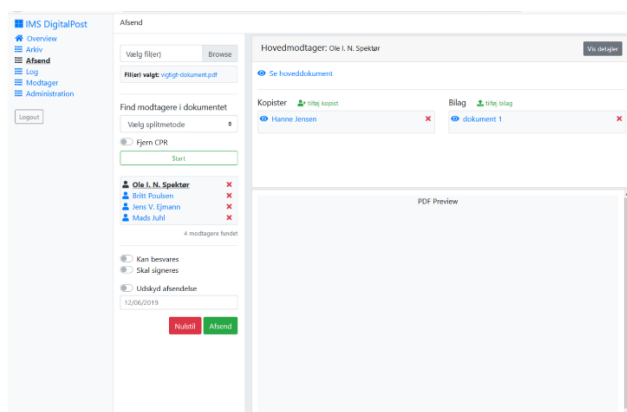 IMS DigitalPost
Overview
Arkiv
Afsend
Log
Modtager
Administration
Logout
Afsend
Vælg fil(er)
Browse
Fil(er) valgt: vigtigt-dokument.pdf
Find modtagere i dokumentet
Vælg splitmetode
Fjern CPR
Start
Ole I. N. Spektør
Britt Poulsen
Jens V. Ejmann
Mads Juhl
4 modtagere fundet
Kan besvares
Skal signeres
Udskyd afsendelse
12/06/2019
Nulstil
Afsend
Hovedmodtager: Ole I. N. Spektør
Vis detaljer
Se hoveddokument
Kopister
tilføj kopist
Hanne Jensen
Bilag
tilføj bilag
dokument 1
PDF Preview